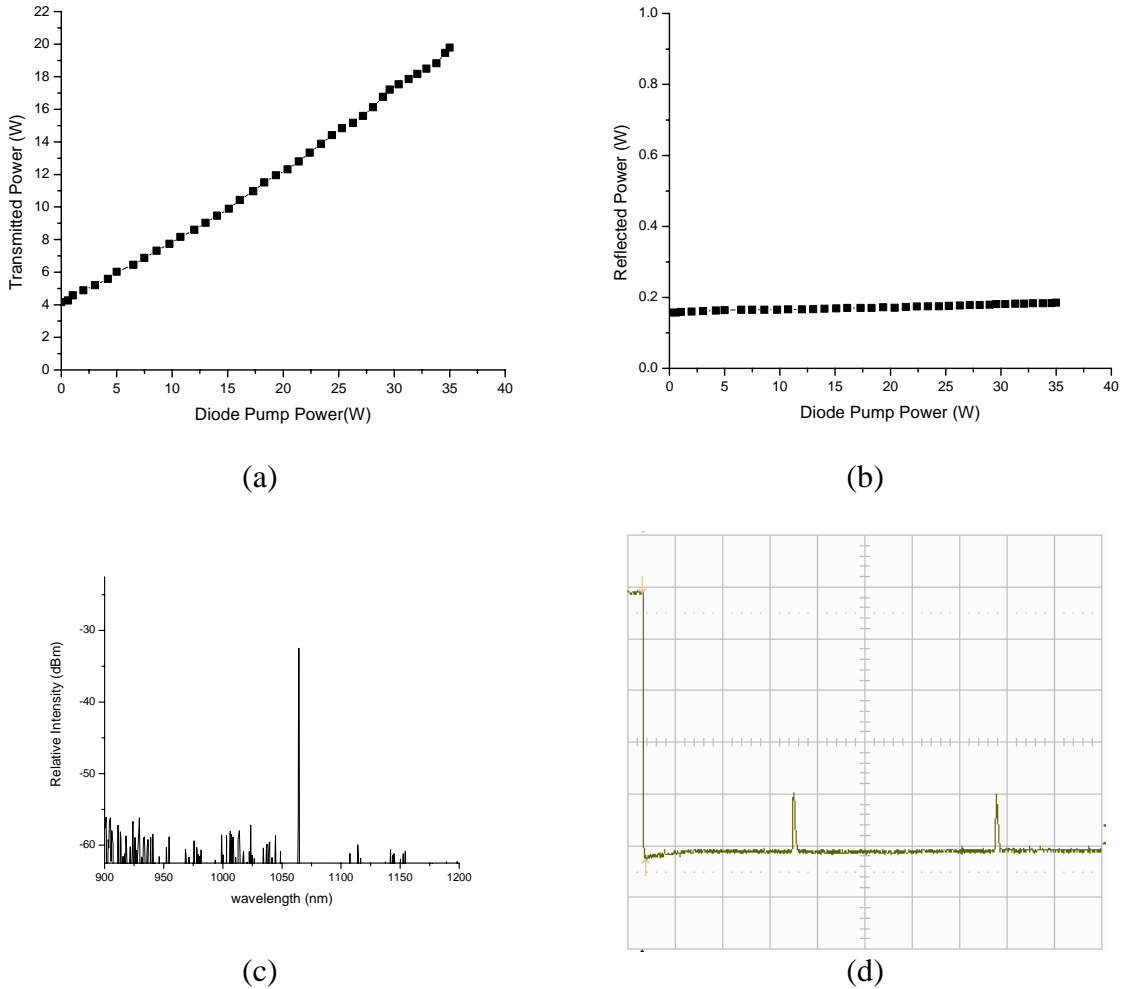 22
20
18
16
14
12
10
8
6
4
2
0
0 5 10 15 20 25 30 35 40
Transmitted Power (W)
Diode Pump Power(W)
(a)
1.0
0.8
0.6
0.4
0.2
0.0
0 5 10 15 20 25 30 35 40
Reflected Power (W)
Diode Pump Power (W)
(b)
-30
-40
-50
-60
900 950 1000 1050 1100 1150 1200
Relative Intensity (dBm)
wavelength (nm)
(c)
(d)